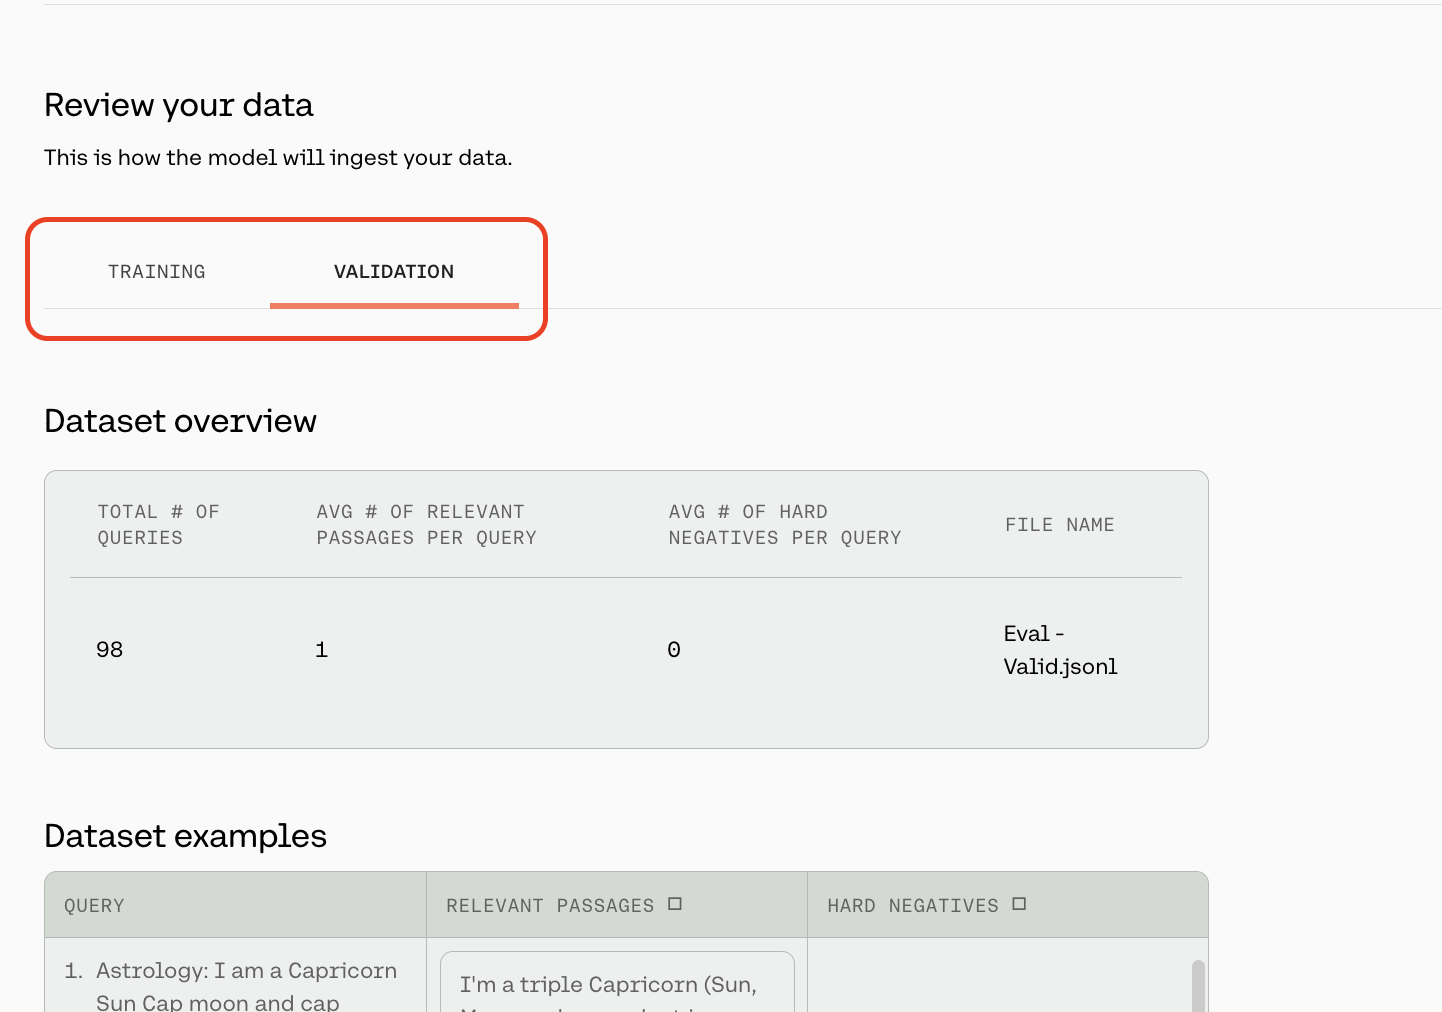 Review your data
This is how the model will ingest your data.
TRAINING
VALIDATION
Dataset overview
TOTAL # OF
QUERIES
AVG # OF RELEVANT
PASSAGES PER QUERY
AVG # OF HARD
NEGATIVES PER QUERY
FILE NAME
98
1
0
Eval -
Valid.jsonl
Dataset examples
QUERY
RELEVANT PASSAGES
HARD NEGATIVES
1. Astrology: I am a Capricorn
Sun Cap moon and cap
I'm a triple Capricorn (Sun,